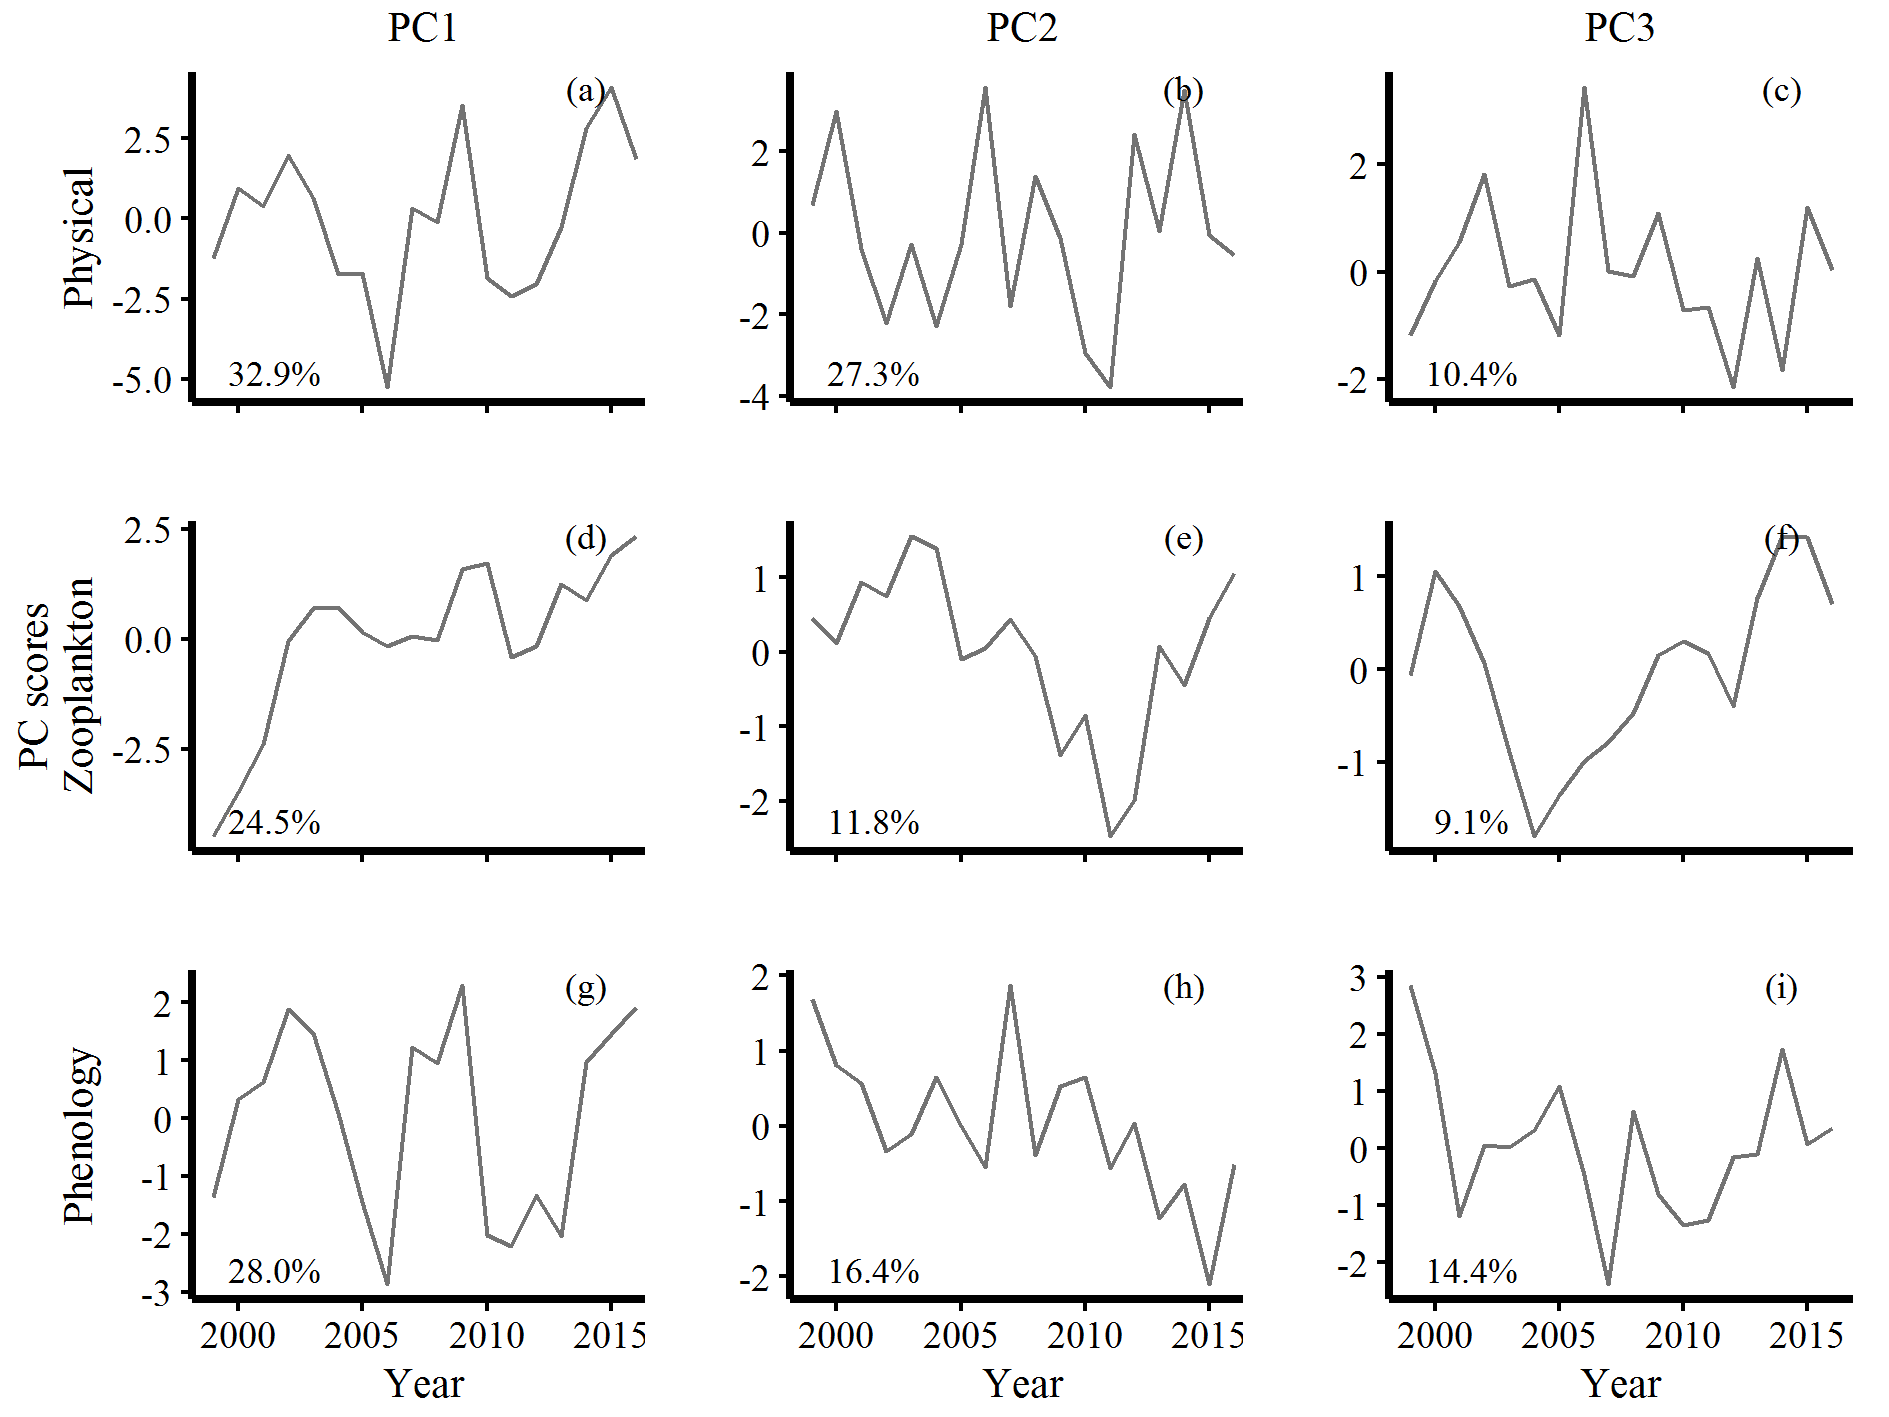 PC1
PC2
PC3
Physical
(a)
2.5
0.0
-2.5
-5.0
32.9%
(b)
2
0
-2
-4
27.3%
(c)
2
0
-2
10.4%
PC scores
Zooplankton
(d)
2.5
0.0
-2.5
24.5%
(e)
1
0
-1
-2
11.8%
(f)
1
0
-1
9.1%
Phenology
(g)
2
1
0
-1
-2
-3
28.0%
2000 2005 2010 2015
Year
(h)
2
1
0
-1
-2
16.4%
2000 2005 2010 2015
Year
(i)
3
2
1
0
-1
-2
14.4%
2000 2005 2010 2015
Year